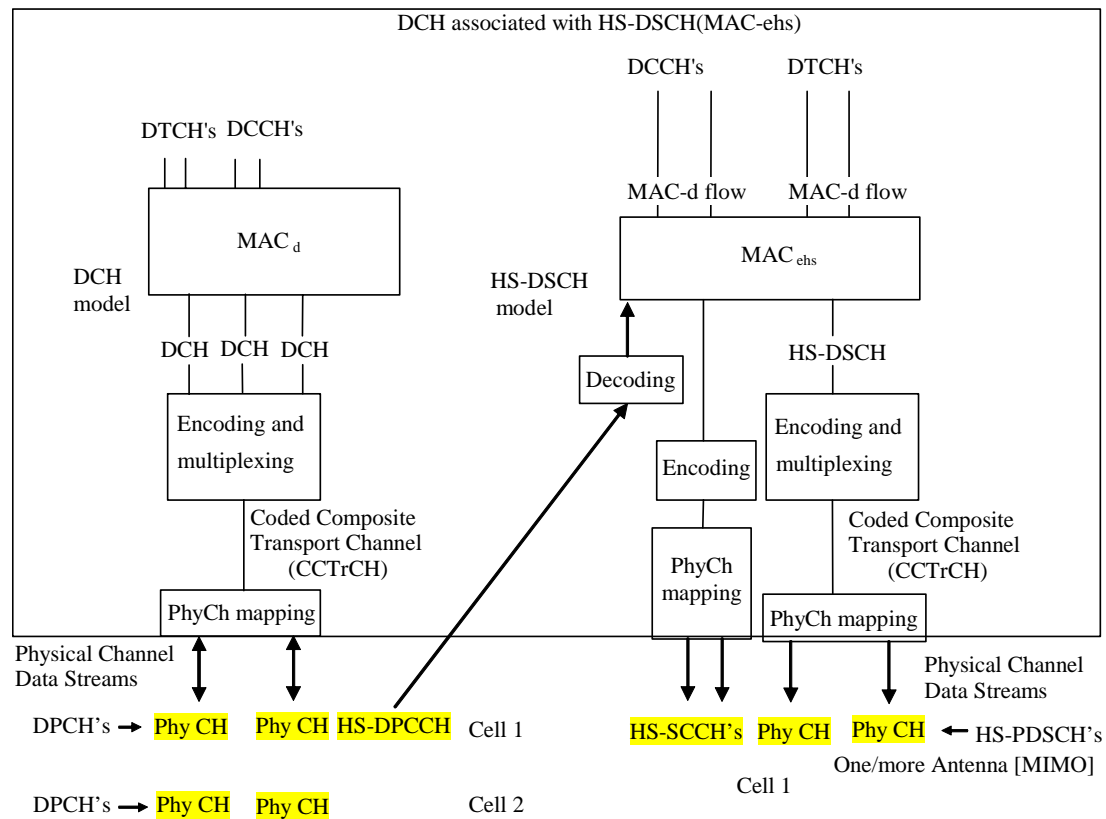 DCH associated with HS-DSCH(MAC-ehs)
DCCH's DTCH's
DTCH's DCCH's
MAC-d flow MAC-d flow
MAC d
MAC ehs
DCH
model
HS-DSCH
model
DCH DCH DCH
HS-DSCH
Decoding
Encoding and
multiplexing
Encoding and
multiplexing
Encoding
Coded Composite
Transport Channel
(CCTrCH)
Coded Composite
Transport Channel
(CCTrCH)
PhyCh
mapping
PhyCh mapping
PhyCh mapping
Physical Channel
Data Streams
Physical Channel
Data Streams
DPCH's Phy CH Phy CH HS-DPCCH Cell 1
HS-SCCH's Phy CH Phy CH HS-PDSCH's
One/more Antenna [MIMO]
Cell 1
DPCH's Phy CH Phy CH Cell 2